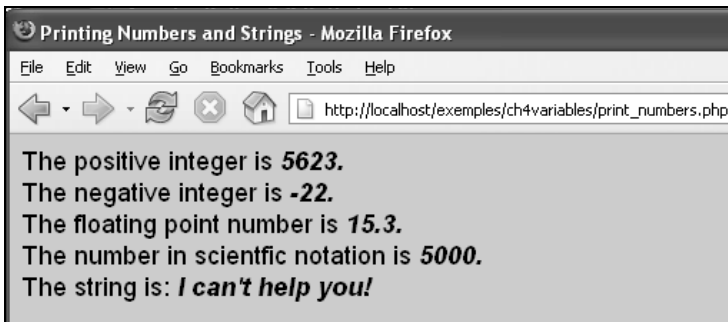 Printing Numbers and Strings - Mozilla Firefox
File Edit View Go Bookmarks Tools Help
http://localhost/exemples/ch4variables/print_numbers.php
The positive integer is 5623.
The negative integer is -22.
The floating point number is 15.3.
The number in scientfic notation is 5000.
The string is: I can't help you!